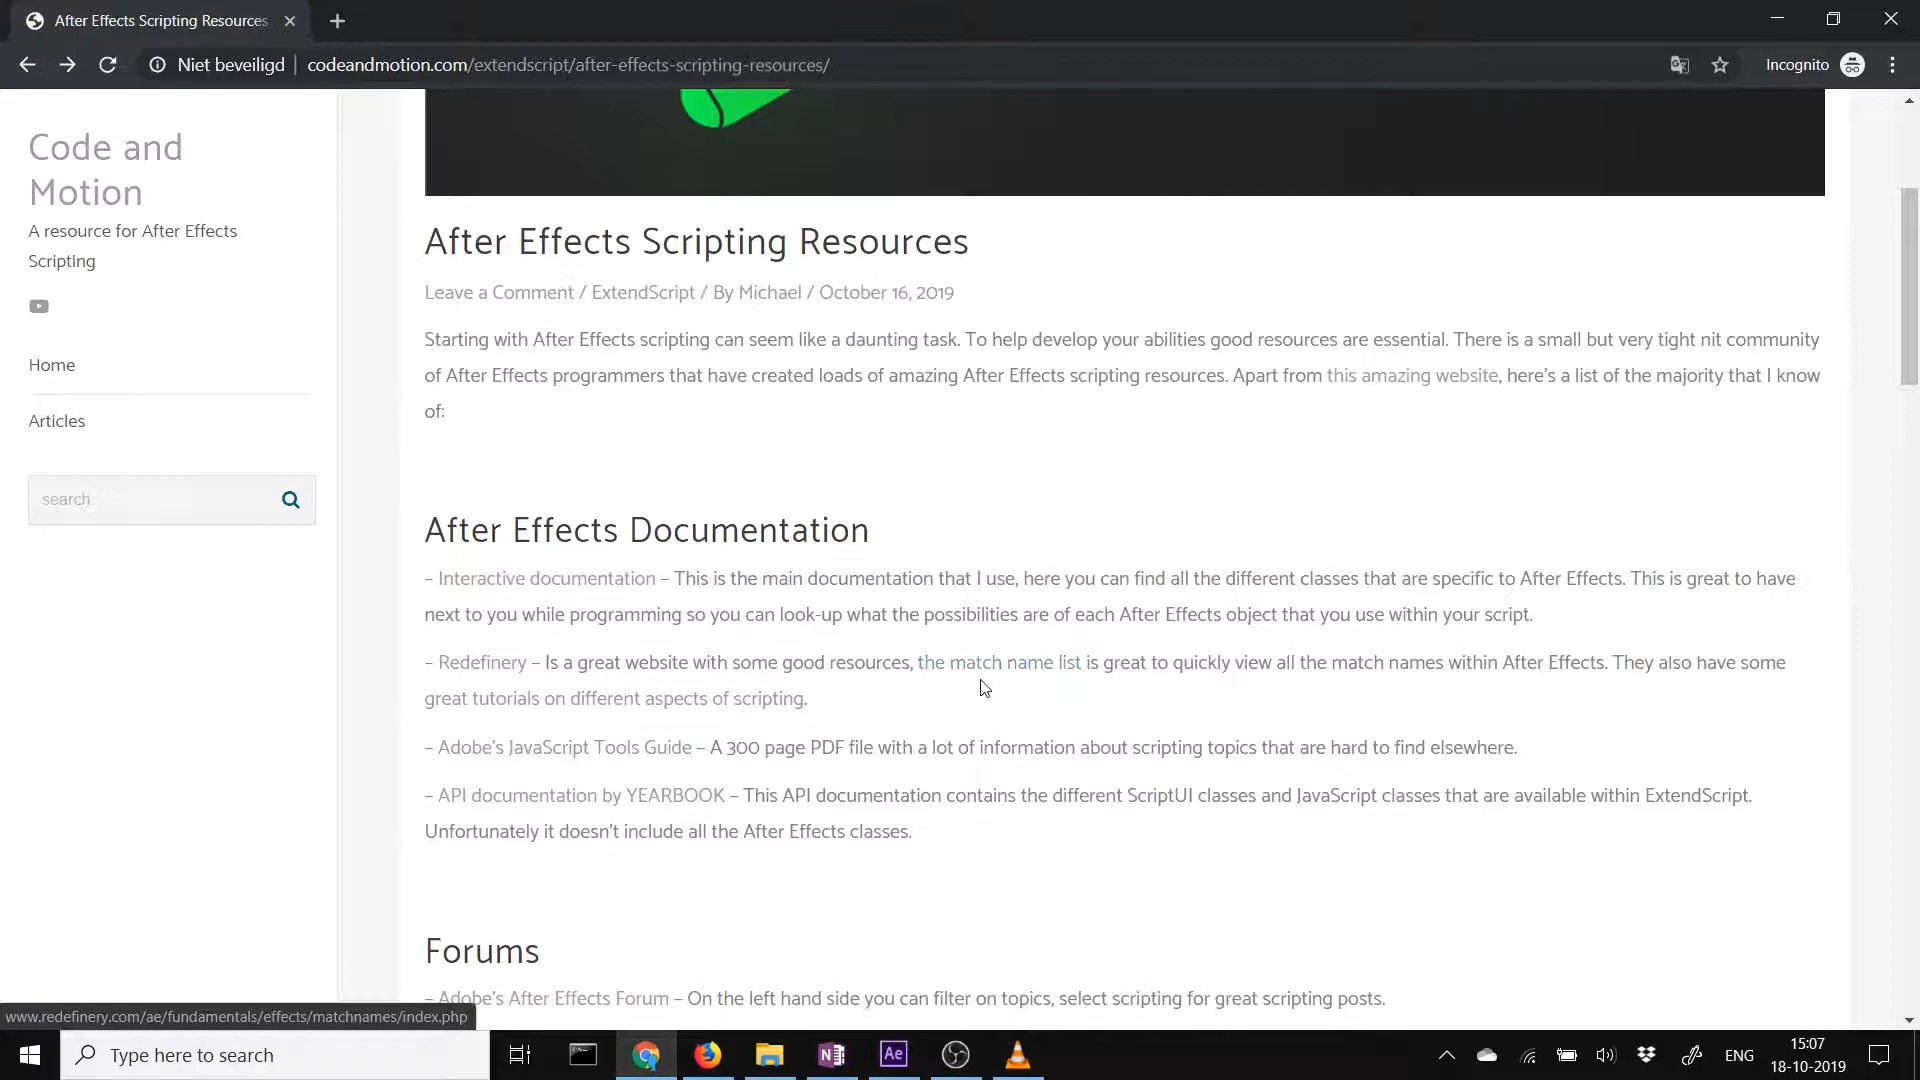 After Effects Scripting Resources
Niet beveiligd
codeandmotion.com/extendscript/after-effects-scripting-resources/
Incognito
Code and
Motion
A resource for After Effects
Scripting
Home
Articles
search
After Effects Scripting Resources
Leave a Comment / ExtendScript / By Michael / October 16, 2019
Starting with After Effects scripting can seem like a daunting task. To help develop your abilities good resources are essential. There is a small but very tight nit community
of After Effects programmers that have created loads of amazing After Effects scripting resources. Apart from this amazing website, here's a list of the majority that I know
of:
After Effects Documentation
– Interactive documentation – This is the main documentation that I use, here you can find all the different classes that are specific to After Effects. This is great to have
next to you while programming so you can look-up what the possibilities are of each After Effects object that you use within your script.
– Redefinery – Is a great website with some good resources, the match name list is great to quickly view all the match names within After Effects. They also have some
great tutorials on different aspects of scripting.
– Adobe's JavaScript Tools Guide – A 300 page PDF file with a lot of information about scripting topics that are hard to find elsewhere.
– API documentation by YEARBOOK – This API documentation contains the different ScriptUI classes and JavaScript classes that are available within ExtendScript.
Unfortunately it doesn't include all the After Effects classes.
Forums
– Adobe's After Effects Forum – On the left hand side you can filter on topics, select scripting for great scripting posts.
www.redefinery.com/ae/fundamentals/effects/matchnames/index.php
Type here to search
N
Ae
ENG
15:07
18-10-2019